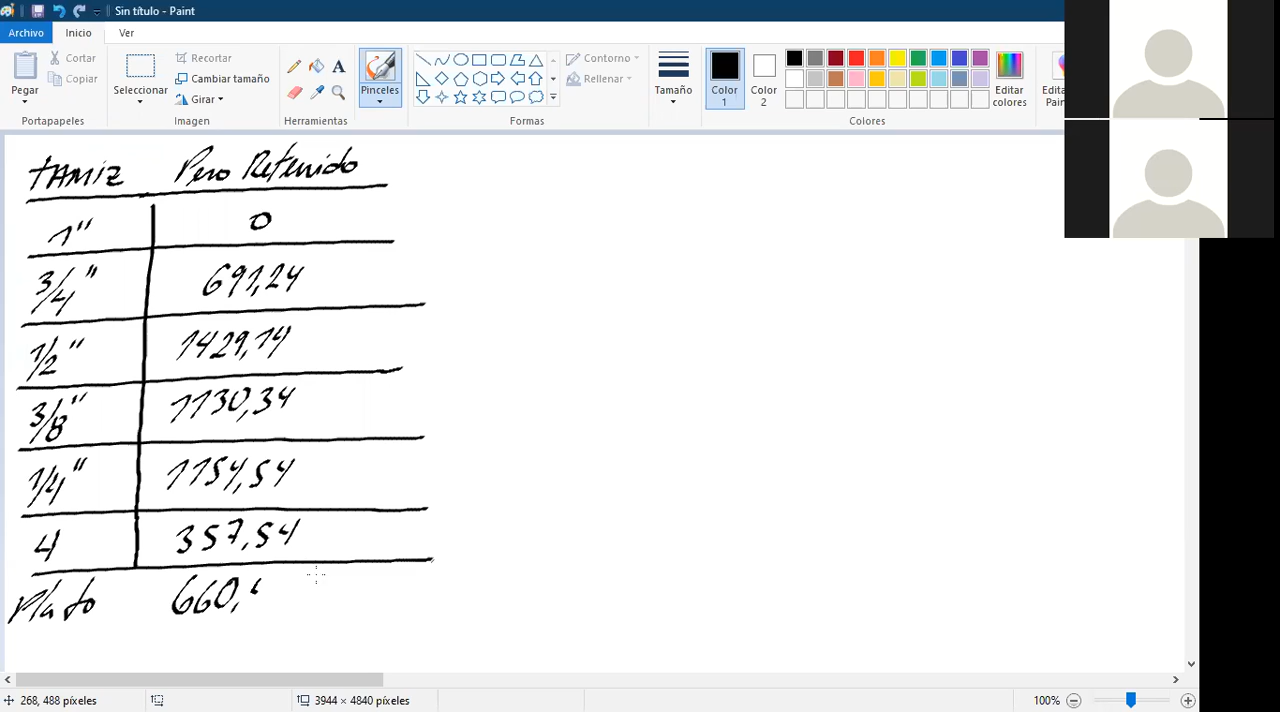 Sin título - Paint
Archivo Inicio Ver
Pegar
Cortar
Copiar
Portapapeles
Seleccionar
Recortar
Cambiar tamaño
Girar
Imagen
A
Herramientas
Pinceles
Contorno
Rellenar
Formas
Tamaño
Color 1
Color 2
Colores
Editar colores
TAMIZ Peso Retenido
1" 0
3/4" 691,24
1/2" 1429,14
3/8" 1130,34
1/4" 1154,54
4 357,54
Plato 660,
268, 488 píxeles
3944 × 4840 píxeles
100%